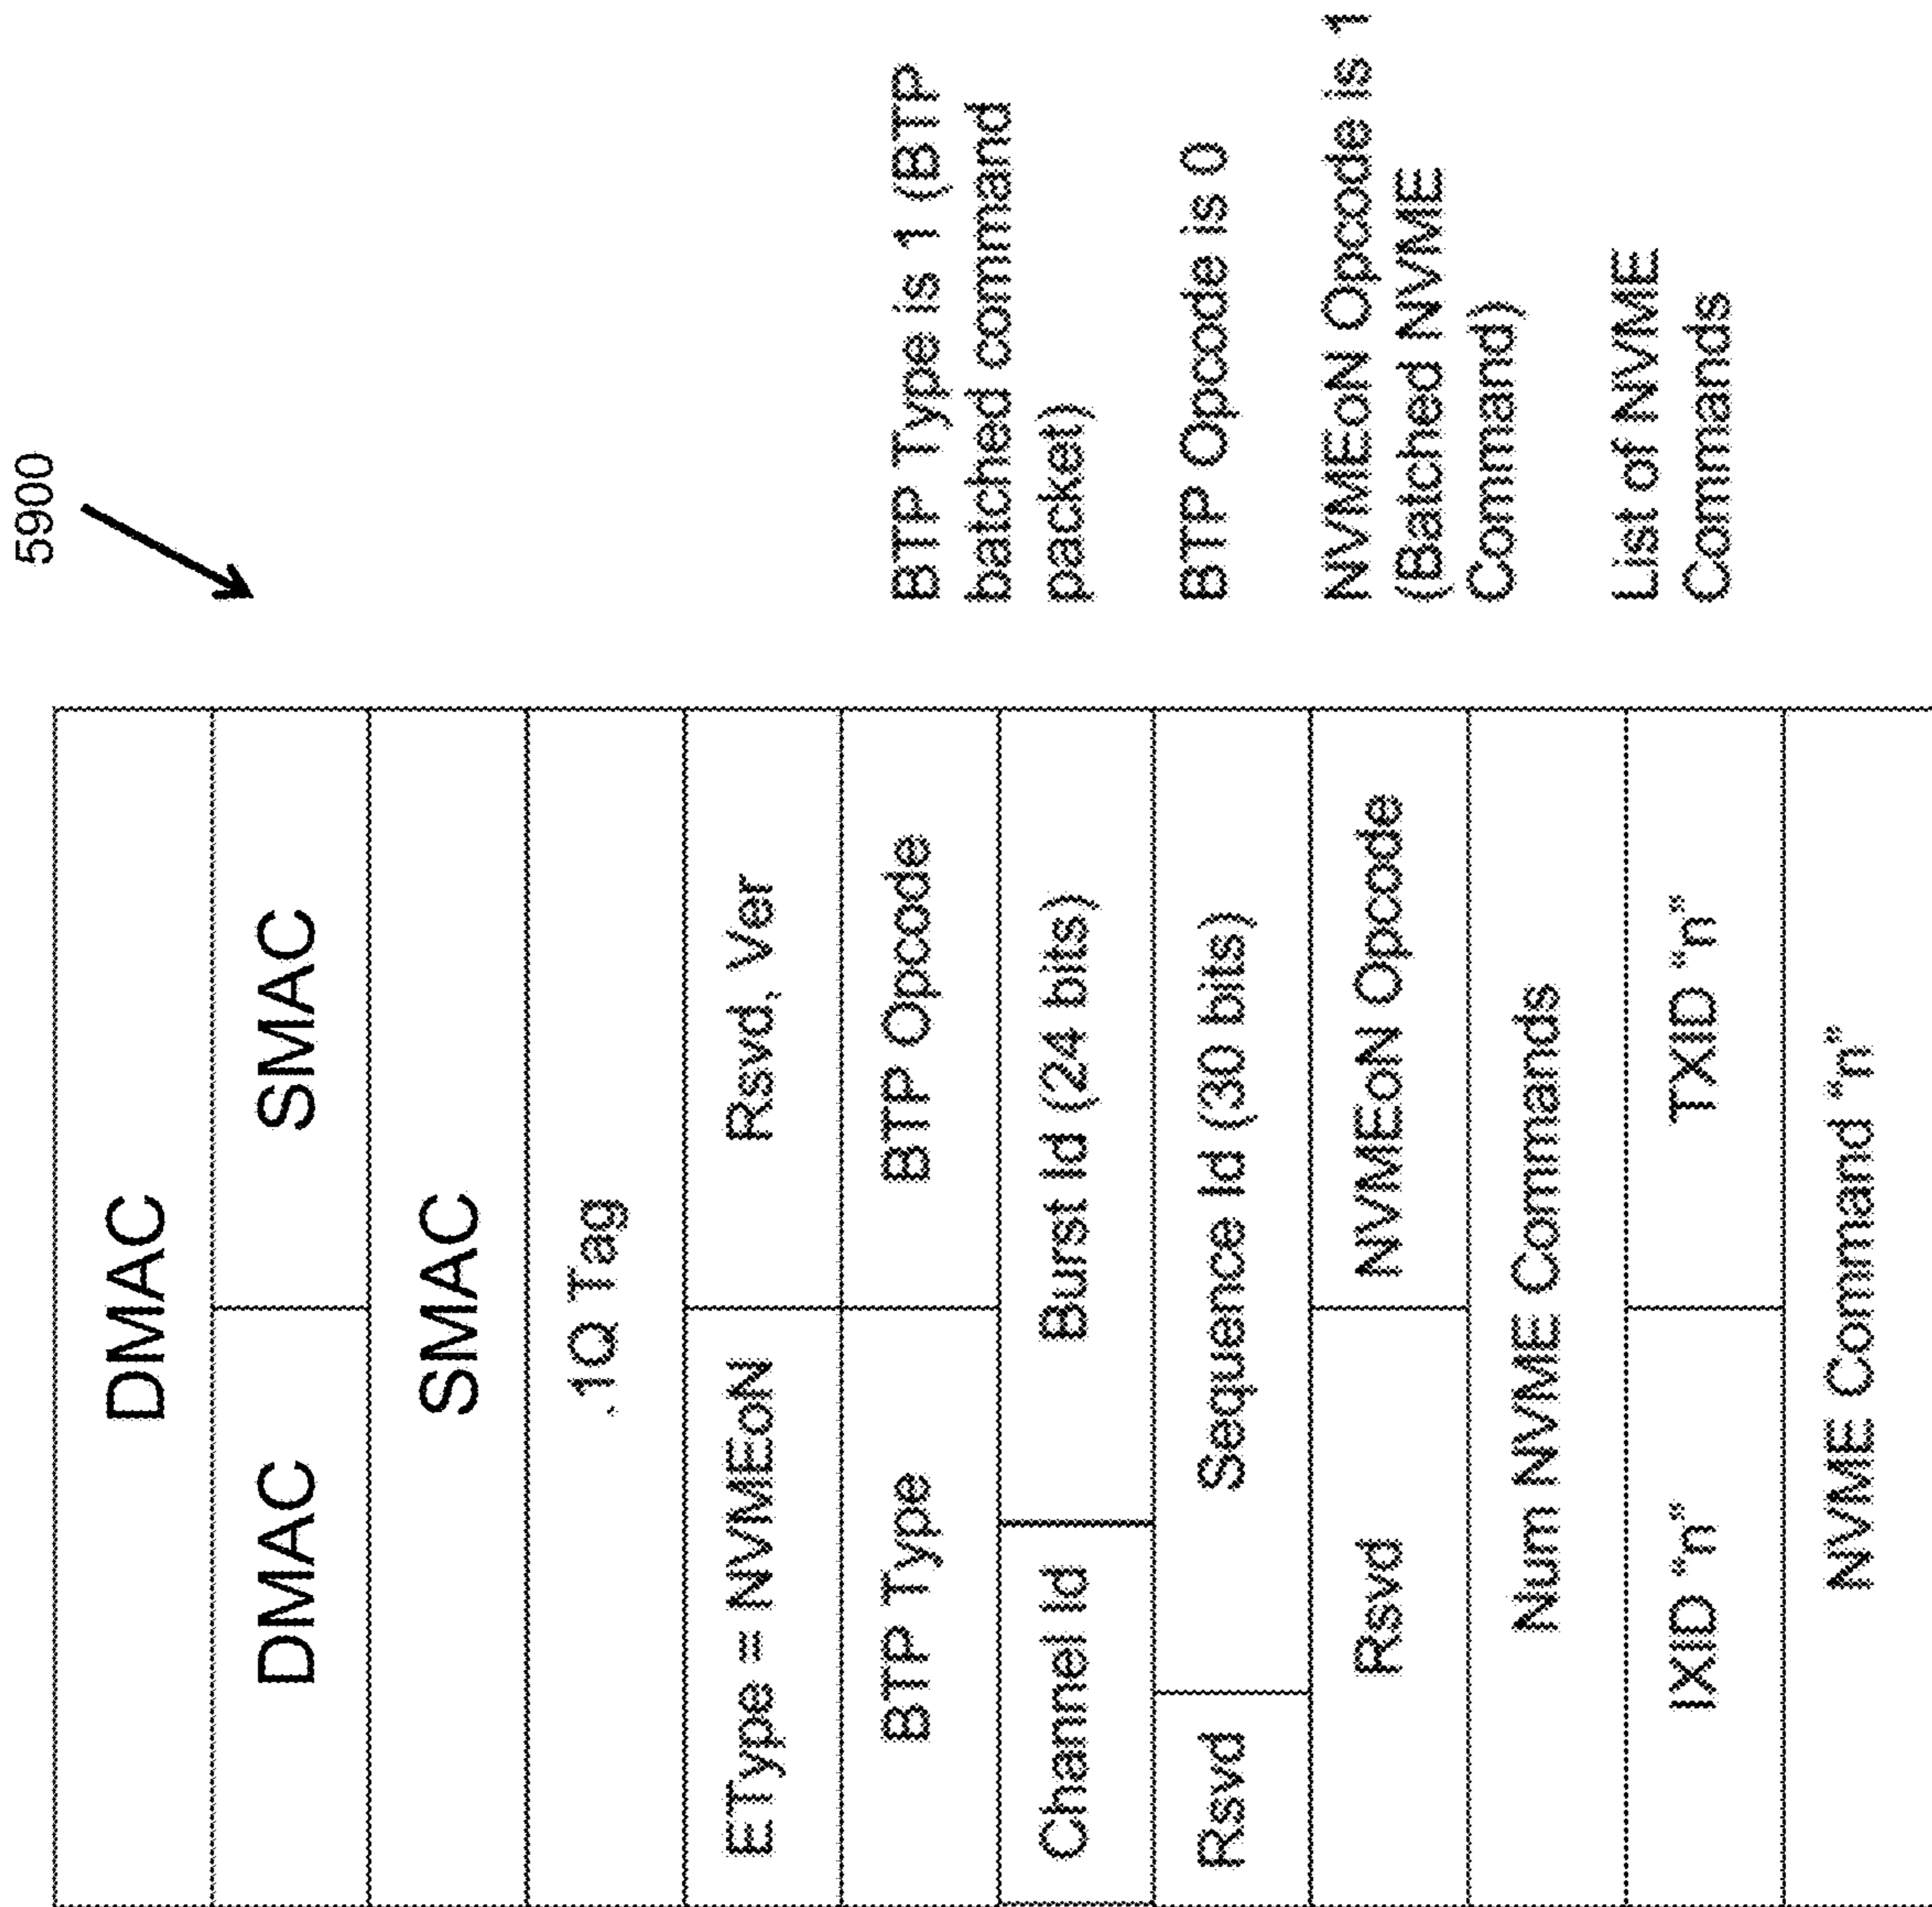 5900
DMAC
DMAC SMAC
SMAC
.1Q Tag
EType = NVMEoN Rsvd, Ver
BTP Type BTP Opcode
Channel Id Burst Id (24 bits)
Rsvd Sequence Id (30 bits)
Rsvd NVMEoN Opcode
Num NVME Commands
IXID "n" TXID "n"
NVME Command "n"
BTP Type is 1 (BTP
batched command
packet)
BTP Opcode is 0
NVMEoN Opcode is 1
(Batched NVME
Command)
List of NVME
Commands